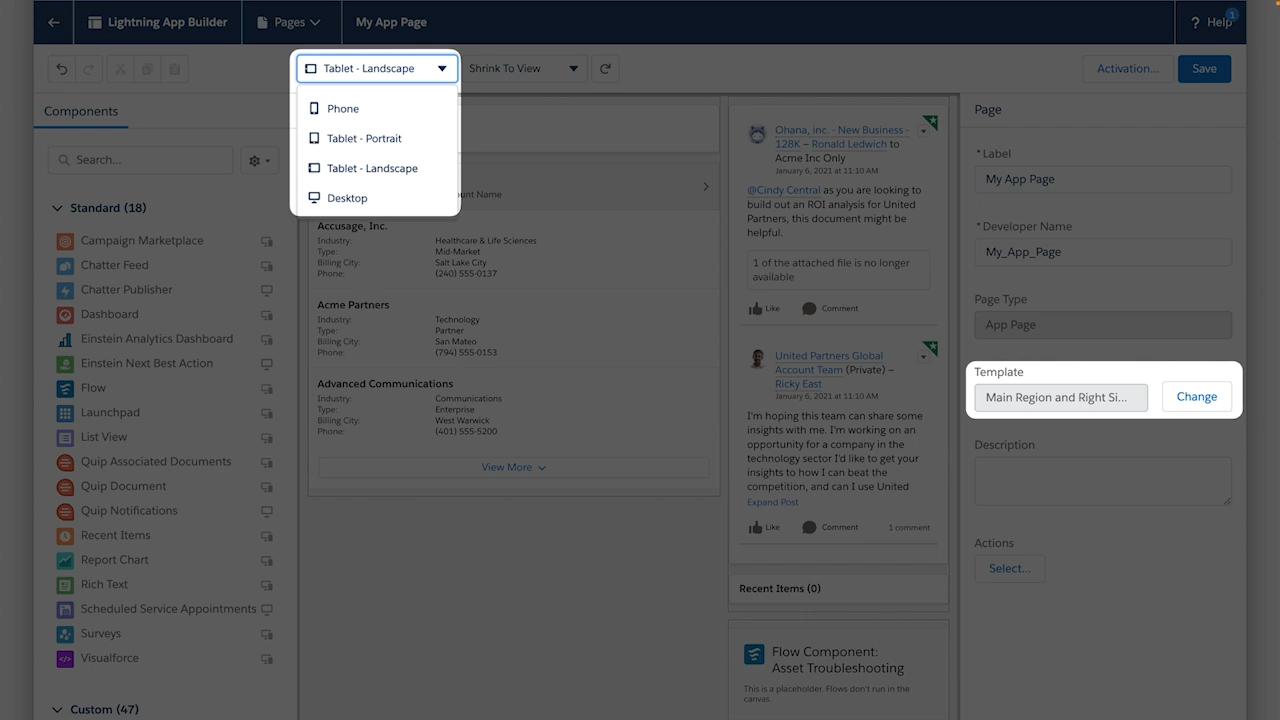 Lightning App Builder
Pages
My App Page
? Help
1
Tablet - Landscape
Shrink To View
Activation...
Save
Phone
Tablet - Portrait
Tablet - Landscape
Desktop
Components
Search...
Standard (18)
Campaign Marketplace
Chatter Feed
Chatter Publisher
Dashboard
Einstein Analytics Dashboard
Einstein Next Best Action
Flow
Launchpad
List View
Quip Associated Documents
Quip Document
Quip Notifications
Recent Items
Report Chart
Rich Text
Scheduled Service Appointments
Surveys
Visualforce
Custom (47)
unt Name
Accusage, Inc.
Industry: Healthcare & Life Sciences
Type: Mid-Market
Billing City: Salt Lake City
Phone: (240) 555-0137
Acme Partners
Industry: Technology
Type: Partner
Billing City: San Mateo
Phone: (794) 555-0153
Advanced Communications
Industry: Communications
Type: Enterprise
Billing City: West Warwick
Phone: (401) 555-5200
View More
Ohana, inc. - New Business -
128K – Ronald Ledwich to
Acme Inc Only
January 6, 2021 at 11:10 AM
@Cindy Central as you are looking to
build out an ROI analysis for United
Partners, this document might be
helpful.
1 of the attached file is no longer
available
Like Comment
United Partners Global
Account Team (Private) –
Ricky East
January 6, 2021 at 11:10 AM
I'm hoping this team can share some
insights with me. I'm working on an
opportunity for a company in the
technology sector I'd like to get your
insights to how I can beat the
competition, and can I use United
Expand Post
Like Comment 1 comment
Recent Items (0)
Flow Component:
Asset Troubleshooting
This is a placeholder. Flows don't run in the
canvas.
Page
*Label
My App Page
*Developer Name
My_App_Page
Page Type
App Page
Template
Main Region and Right Si...
Change
Description
Actions
Select...